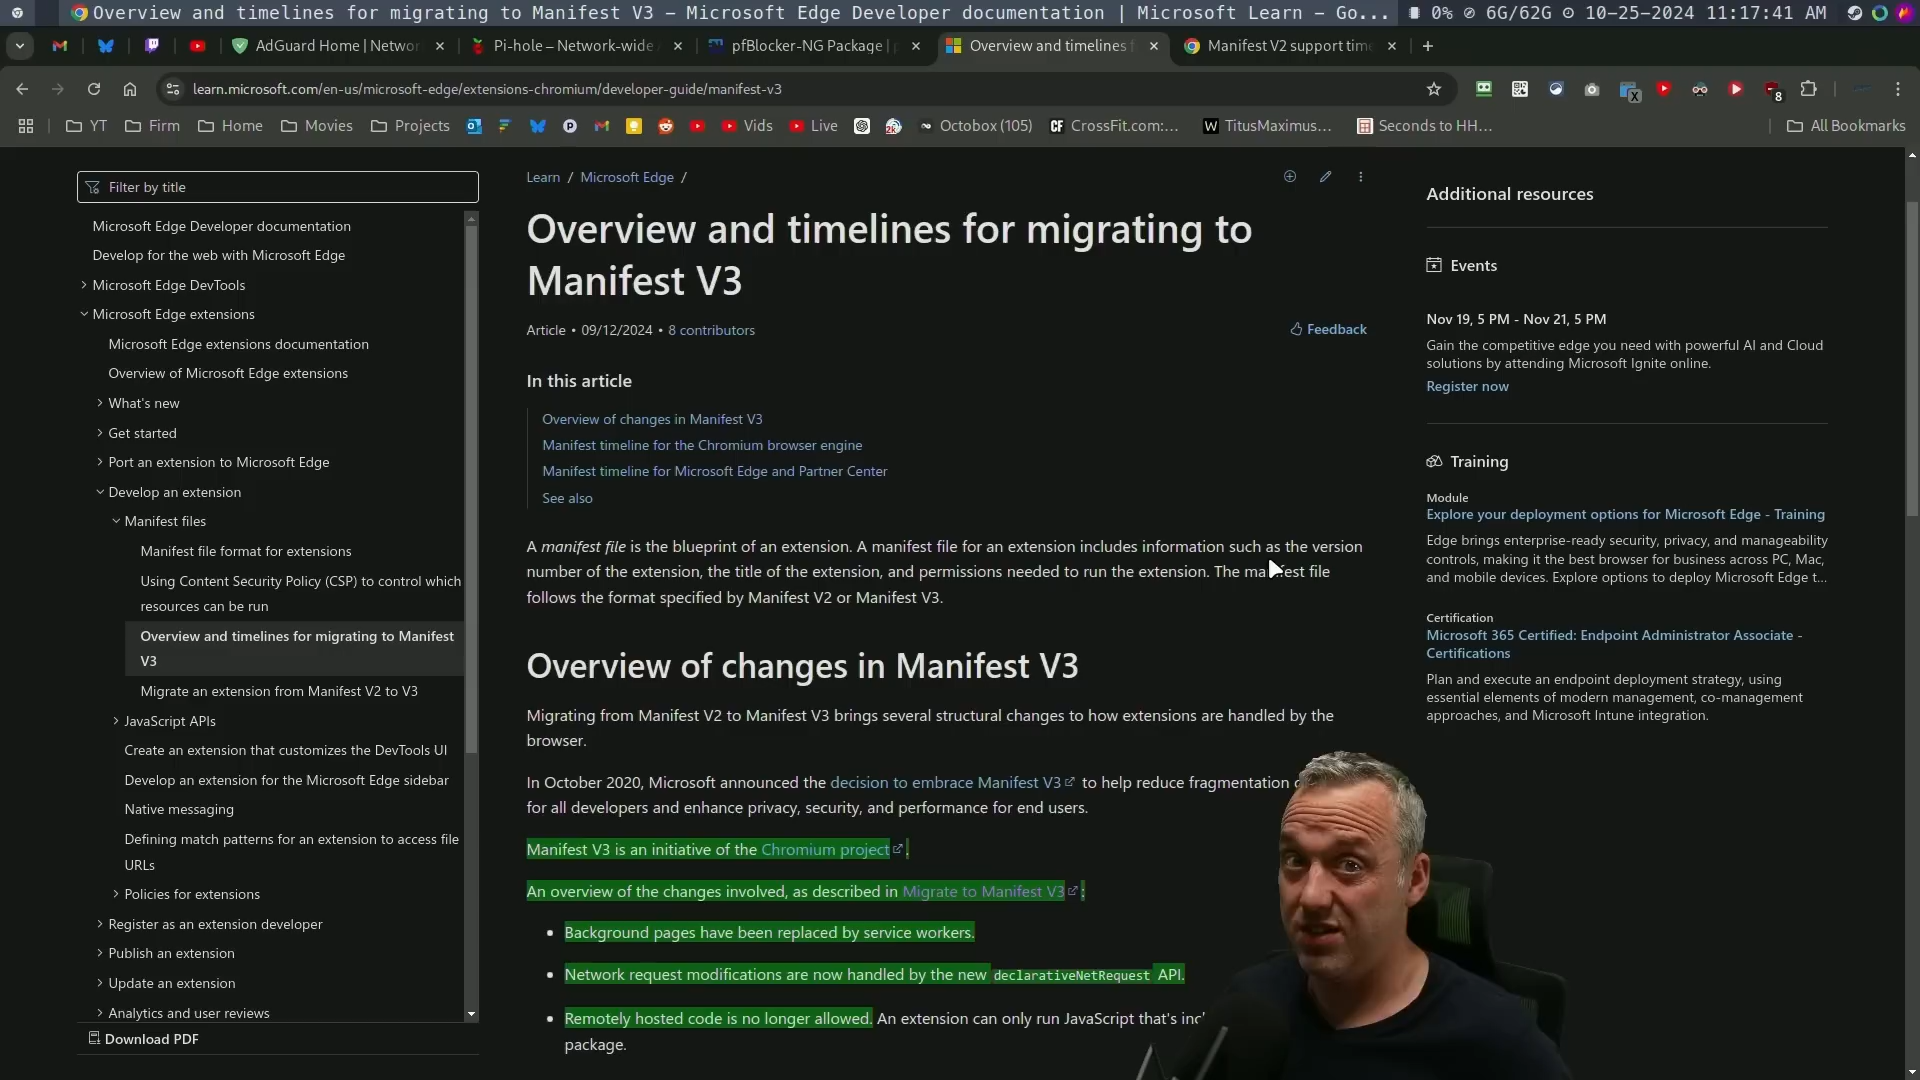 Overview and timelines for migrating to Manifest V3 – Microsoft Edge Developer documentation | Microsoft Learn – Go... 0% 6G/62G 10-25-2024 11:17:41 AM
AdGuard Home | Networ
Pi-hole – Network-wide
pfBlocker-NG Package |
Overview and timelines f
Manifest V2 support time
learn.microsoft.com/en-us/microsoft-edge/extensions-chromium/developer-guide/manifest-v3
X
8
YT
Firm
Home
Movies
Projects
Vids
Live
2k
Octobox (105)
CF CrossFit.com:...
W TitusMaximus...
Seconds to HH...
All Bookmarks
Filter by title
Microsoft Edge Developer documentation
Develop for the web with Microsoft Edge
Microsoft Edge DevTools
Microsoft Edge extensions
Microsoft Edge extensions documentation
Overview of Microsoft Edge extensions
What's new
Get started
Port an extension to Microsoft Edge
Develop an extension
Manifest files
Manifest file format for extensions
Using Content Security Policy (CSP) to control which
resources can be run
Overview and timelines for migrating to Manifest
V3
Migrate an extension from Manifest V2 to V3
JavaScript APIs
Create an extension that customizes the DevTools UI
Develop an extension for the Microsoft Edge sidebar
Native messaging
Defining match patterns for an extension to access file
URLs
Policies for extensions
Register as an extension developer
Publish an extension
Update an extension
Analytics and user reviews
Download PDF
Learn / Microsoft Edge /
Overview and timelines for migrating to
Manifest V3
Article • 09/12/2024 • 8 contributors
Feedback
In this article
Overview of changes in Manifest V3
Manifest timeline for the Chromium browser engine
Manifest timeline for Microsoft Edge and Partner Center
See also
A manifest file is the blueprint of an extension. A manifest file for an extension includes information such as the version
number of the extension, the title of the extension, and permissions needed to run the extension. The manifest file
follows the format specified by Manifest V2 or Manifest V3.
Overview of changes in Manifest V3
Migrating from Manifest V2 to Manifest V3 brings several structural changes to how extensions are handled by the
browser.
In October 2020, Microsoft announced the decision to embrace Manifest V3 to help reduce fragmentation
for all developers and enhance privacy, security, and performance for end users.
Manifest V3 is an initiative of the Chromium project.
An overview of the changes involved, as described in Migrate to Manifest V3:
• Background pages have been replaced by service workers.
• Network request modifications are now handled by the new declarativeNetRequest API.
• Remotely hosted code is no longer allowed. An extension can only run JavaScript that's
package.
Additional resources
Events
Nov 19, 5 PM - Nov 21, 5 PM
Gain the competitive edge you need with powerful AI and Cloud
solutions by attending Microsoft Ignite online.
Register now
Training
Module
Explore your deployment options for Microsoft Edge - Training
Edge brings enterprise-ready security, privacy, and manageability
controls, making it the best browser for business across PC, Mac,
and mobile devices. Explore options to deploy Microsoft Edge t...
Certification
Microsoft 365 Certified: Endpoint Administrator Associate -
Certifications
Plan and execute an endpoint deployment strategy, using
essential elements of modern management, co-management
approaches, and Microsoft Intune integration.